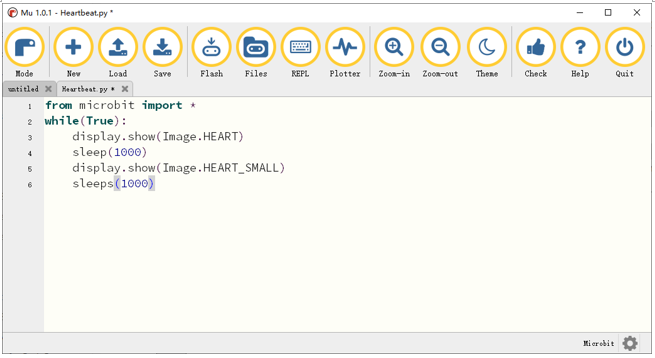 Mu 1.0.1 - Heartbeat.py *
Mode New Load Save Flash Files REPL Plotter Zoom-in Zoom-out Theme Check Help Quit
untitled Heartbeat.py *
1 from microbit import *
2 while(True):
3 display.show(Image.HEART)
4 sleep(1000)
5 display.show(Image.HEART_SMALL)
6 sleeps(1000)
Microbit